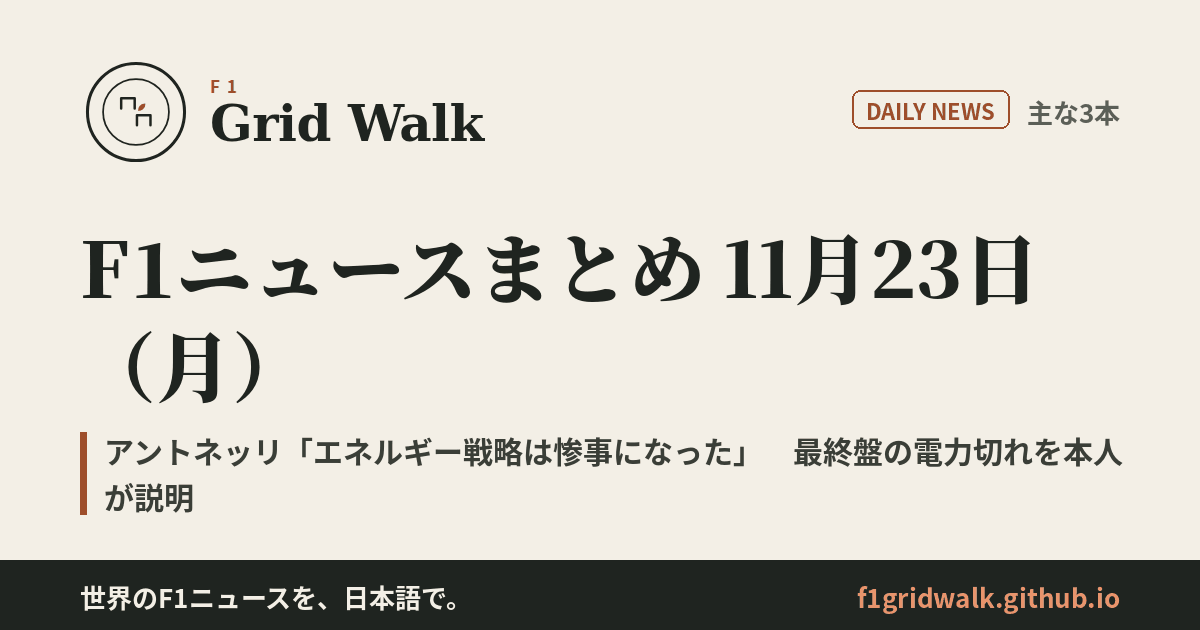 F1
Grid Walk
DAILY NEWS
主な3本
F1ニュースまとめ 11月23日
（月）
アントネッリ「エネルギー戦略は惨事になった」　最終盤の電力切れを本人
が説明
世界のF1ニュースを、日本語で。
f1gridwalk.github.io